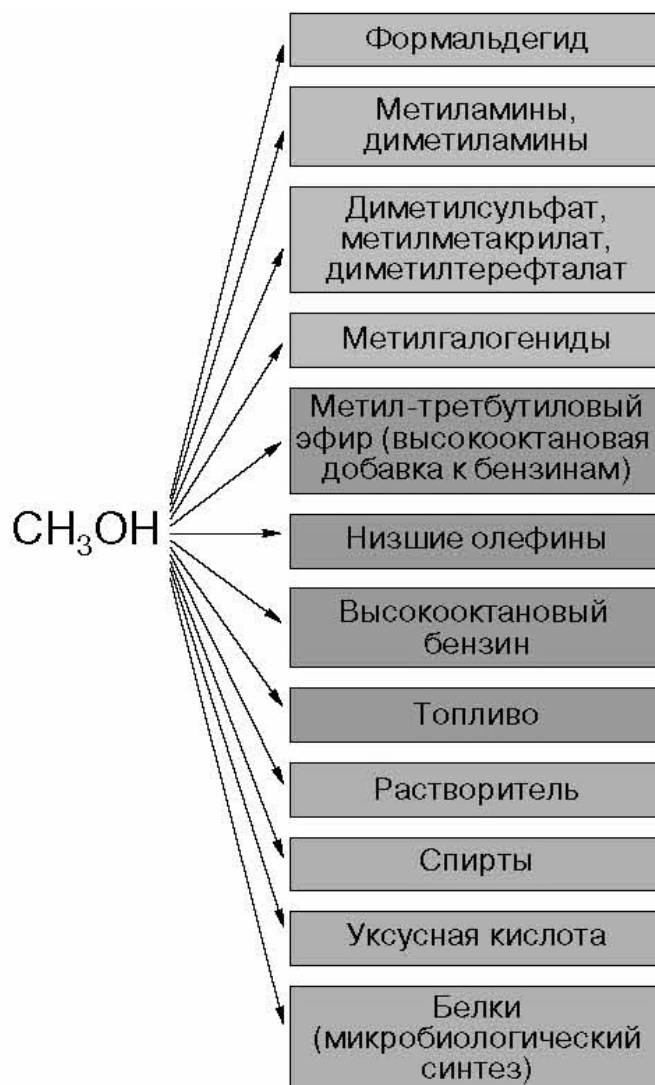 Формальдегид
Метиламины,
диметиламины
Диметилсульфат,
метилметакрилат,
диметилтерефталат
Метилгалогениды
Метил-третбутиловый
эфир (высокооктановая
добавка к бензинам)
CH₃OH
Низшие олефины
Высокооктановый
бензин
Топливо
Растворитель
Спирты
Уксусная кислота
Белки
(микробиологический
синтез)